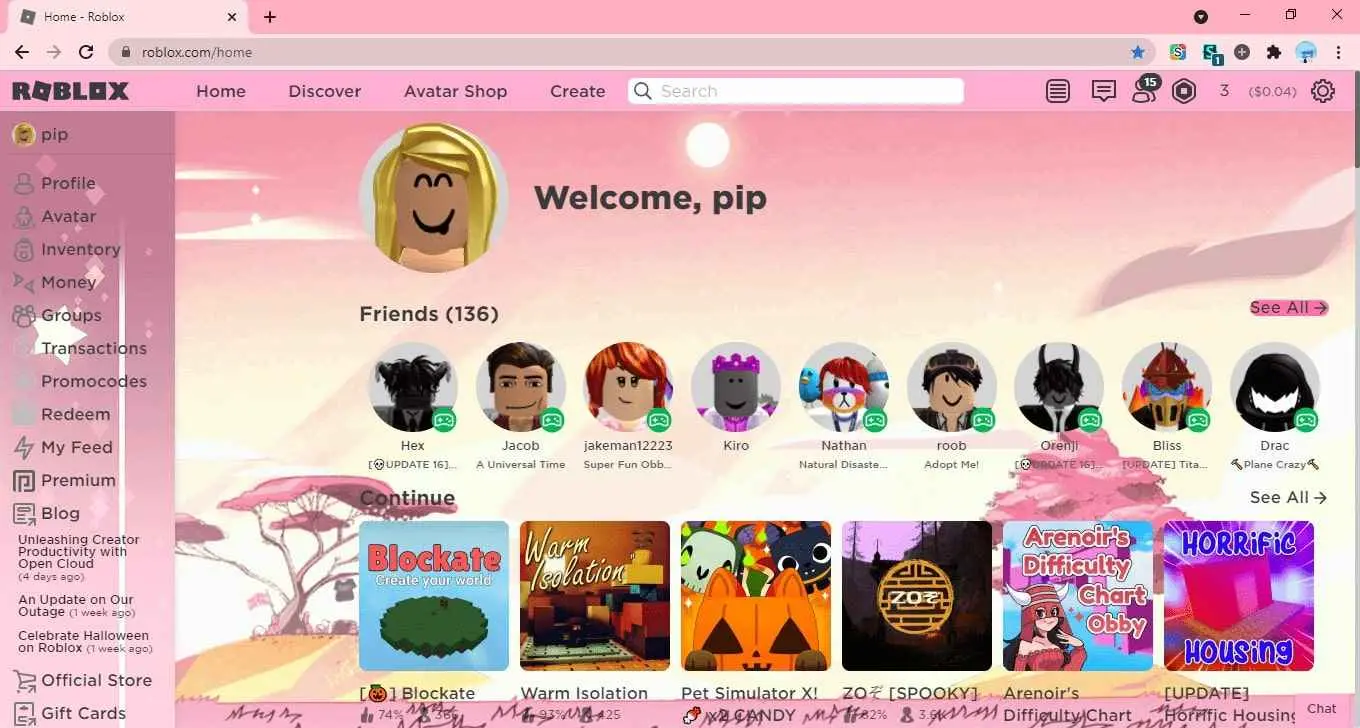 Home - Roblox
roblox.com/home
1
ROBLOX
Home
Discover
Avatar Shop
Create
Search
15
3
($0.04)
pip
Profile
Avatar
Inventory
Money
Groups
Transactions
Promocodes
Redeem
My Feed
Premium
Blog
Unleashing Creator
Productivity with
Open Cloud
(4 days ago)
An Update on Our
Outage (1 week ago)
Celebrate Halloween
on Roblox (1 week ago)
Official Store
Gift Cards
Welcome, pip
Friends (136)
See All →
Hex
[💀UPDATE 16]...
Jacob
A Universal Time
jakeman12223
Super Fun Obb...
Kiro
Nathan
Natural Disaste...
roob
Adopt Me!
Orenji
[💀UPDATE 16]...
Bliss
[UPDATE] Tita...
Drac
🔨Plane Crazy🔨
Continue
See All →
Blockate
Create your world
Warm
Isolation
Arenoir's
Difficulty
Chart
Obby
HORRIFIC
HOUSING
[🎃] Blockate
74%
Warm Isolation
93%
425
Pet Simulator X!
x2 CANDY
ZOぞ [SPOOKY]
82%
Arenoir's
Difficulty Chart
[UPDATE]
Horrific Housing
Chat